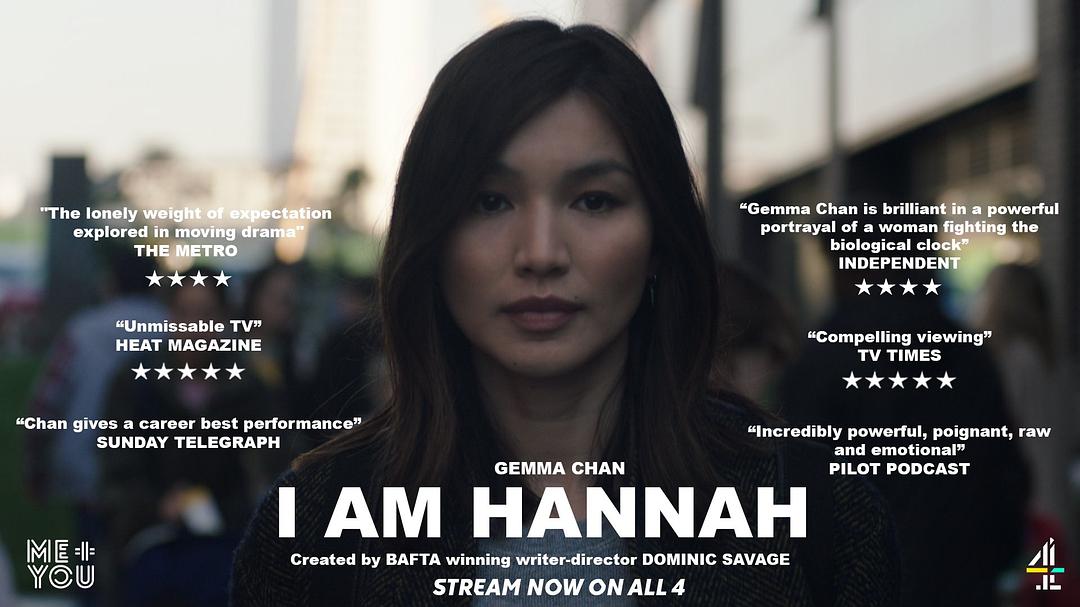 "The lonely weight of expectation
explored in moving drama"
THE METRO
★★★★
“Unmissable TV”
HEAT MAGAZINE
★★★★★
“Chan gives a career best performance”
SUNDAY TELEGRAPH
“Gemma Chan is brilliant in a powerful
portrayal of a woman fighting the
biological clock”
INDEPENDENT
★★★★
“Compelling viewing”
TV TIMES
★★★★★
“Incredibly powerful, poignant, raw
and emotional”
PILOT PODCAST
GEMMA CHAN
I AM HANNAH
Created by BAFTA winning writer-director DOMINIC SAVAGE
STREAM NOW ON ALL 4
ME+
YOU
4